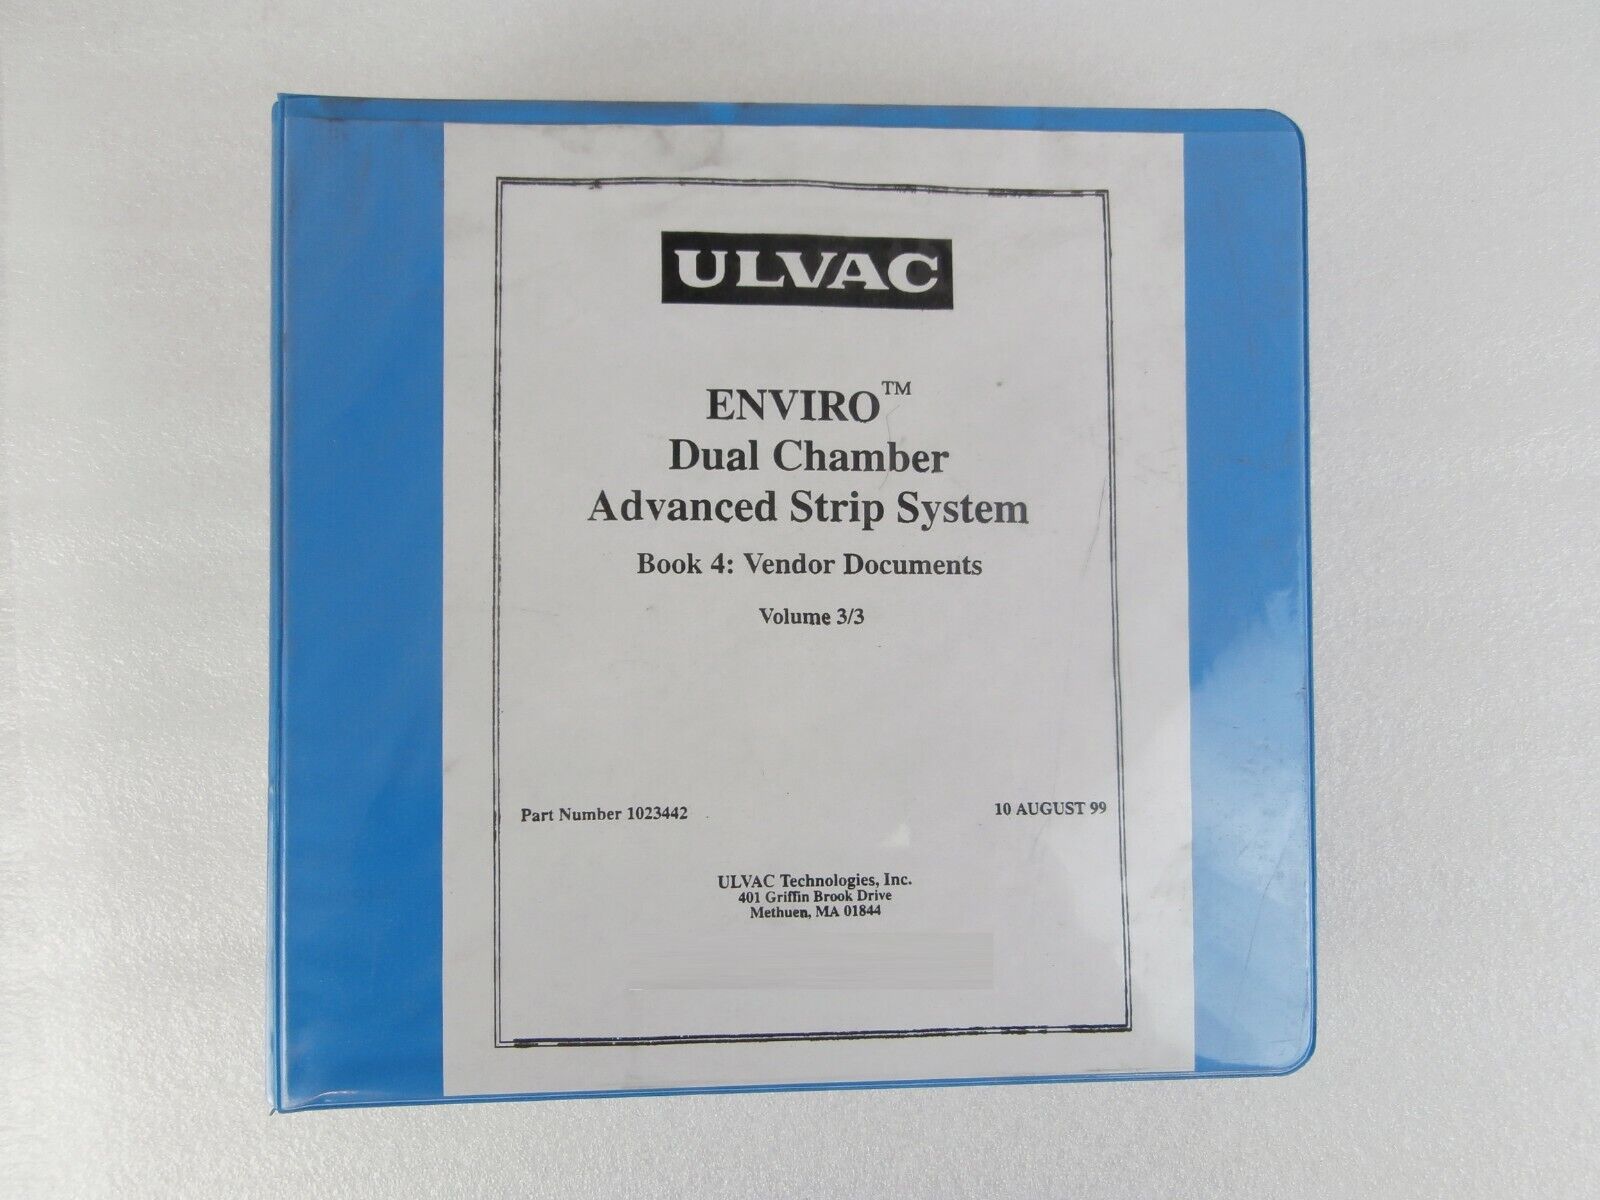 ULVAC
ENVIRO™
Dual Chamber
Advanced Strip System
Book 4: Vendor Documents
Volume 3/3
Part Number 1023442
10 AUGUST 99
ULVAC Technologies, Inc.
401 Griffin Brook Drive
Methuen, MA 01844